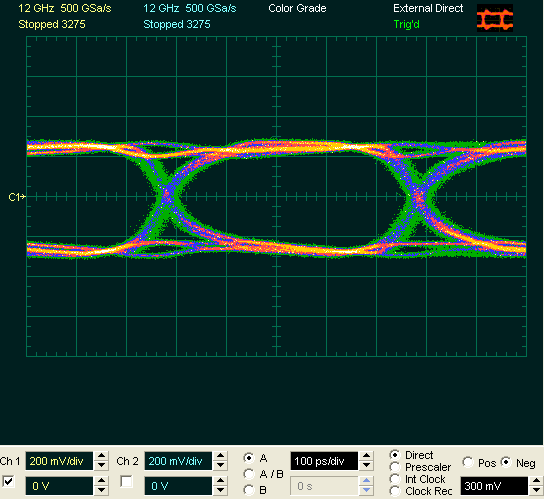 12 GHz 500 GSa/s 12 GHz 500 GSa/s Color Grade External Direct
Stopped 3275 Stopped 3275 Trig'd
C1
Ch 1 200 mV/div Ch 2 200 mV/div A 100 ps/div Direct Pos Neg
A / B Prescaler
0 V 0 V B 0 s Int Clock
Clock Rec 300 mV